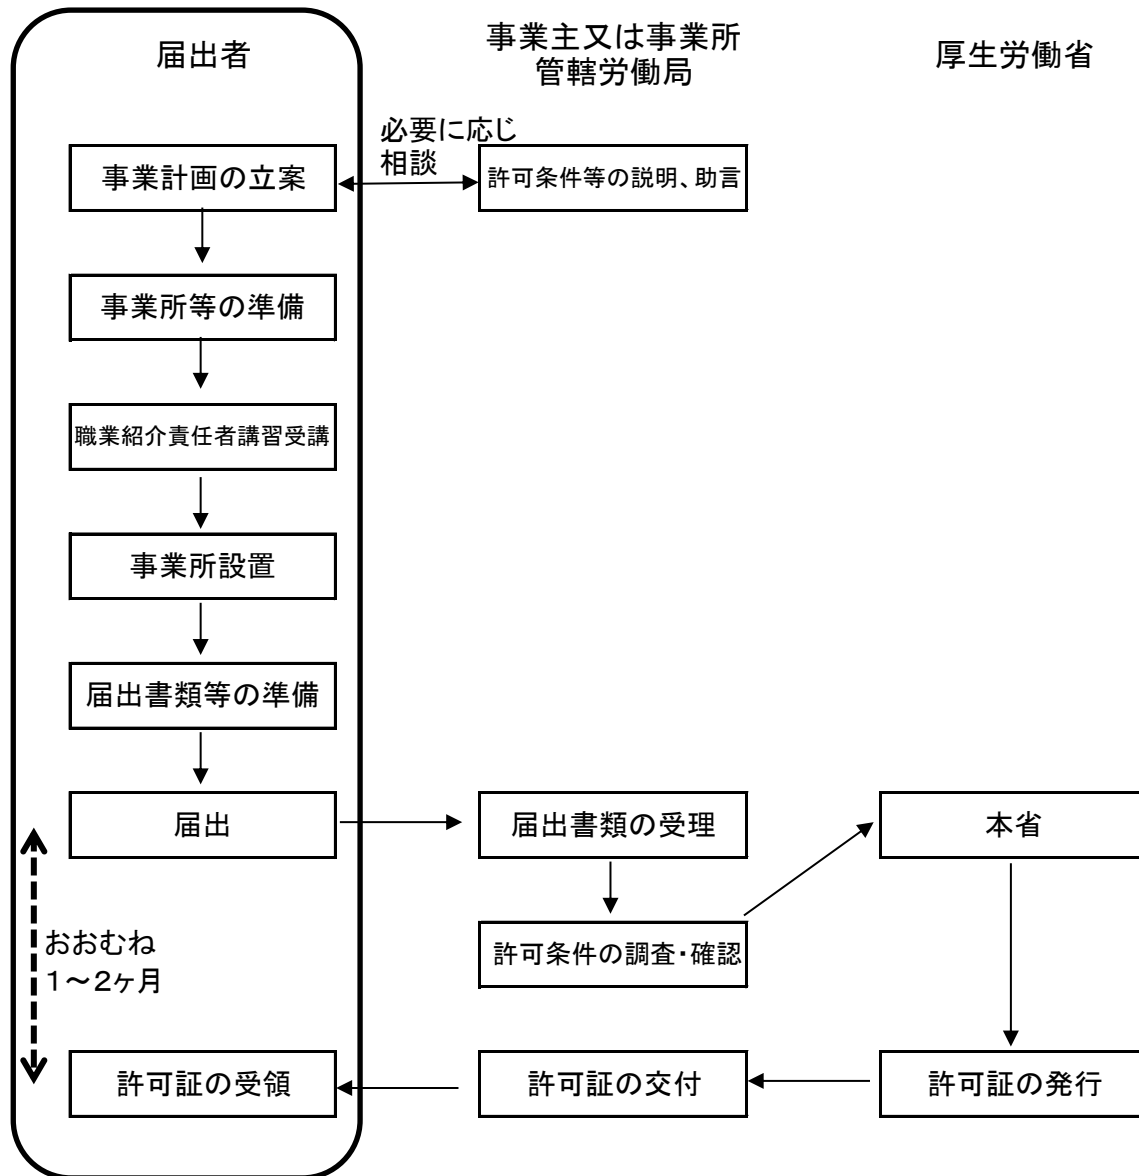 届出者
事業主又は事業所
管轄労働局
厚生労働省
必要に応じ
相談
事業計画の立案
許可条件等の説明、助言
事業所等の準備
職業紹介責任者講習受講
事業所設置
届出書類等の準備
届出
届出書類の受理
本省
おおむね
1～2ヶ月
許可条件の調査・確認
許可証の受領
許可証の交付
許可証の発行